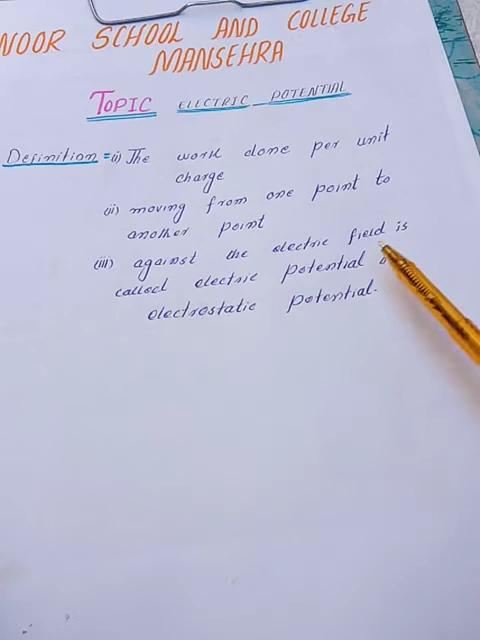 NOOR SCHOOL AND COLLEGE
MANSEHRA
TOPIC ELECTRIC POTENTIAL
Definition = (i) The work done per unit
charge
(ii) moving from one point to
another point
(iii) against the electric field is
called electric potential
electrostatic potential.